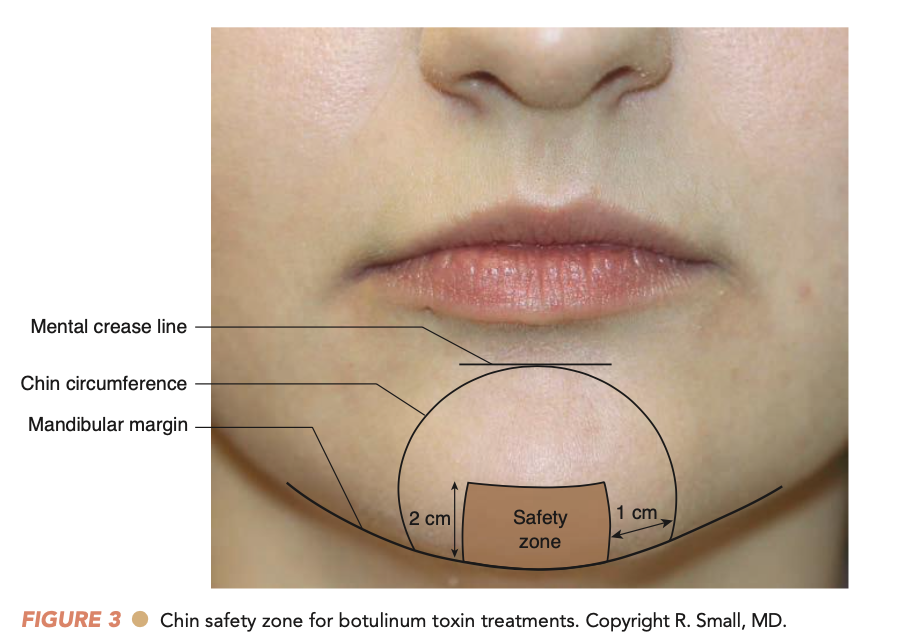 Mental crease line
Chin circumference
Mandibular margin
2 cm
Safety
zone
1 cm
FIGURE 3 Chin safety zone for botulinum toxin treatments. Copyright R. Small, MD.